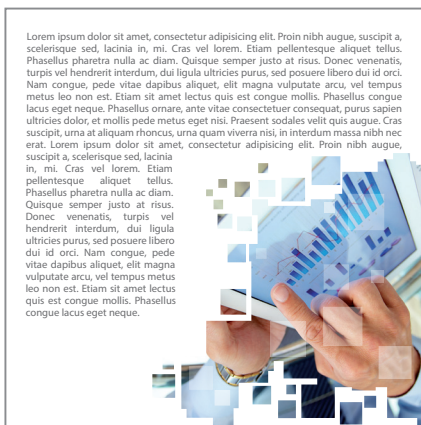 Lorem ipsum dolor sit amet, consectetur adipisicing elit. Proin nibh augue, suscipit a,
scelerisque sed, lacinia in, mi. Cras vel lorem. Etiam pellentesque aliquet tellus.
Phasellus pharetra nulla ac diam. Quisque semper justo at risus. Donec venenatis,
turpis vel hendrerit interdum, dui ligula ultricies purus, sed posuere libero dui id orci.
Nam congue, pede vitae dapibus aliquet, elit magna vulputate arcu, vel tempus
metus leo non est. Etiam sit amet lectus quis est congue mollis. Phasellus congue
lacus eget neque. Phasellus ornare, ante vitae consectetuer consequat, purus sapien
ultricies dolor, et mollis pede metus eget nisi. Praesent sodales velit quis augue. Cras
suscipit, urna at aliquam rhoncus, urna quam viverra nisi, in interdum massa nibh nec
erat. Lorem ipsum dolor sit amet, consectetur adipisicing elit. Proin nibh augue,
suscipit a, scelerisque sed, lacinia
in, mi. Cras vel lorem. Etiam
pellentesque aliquet tellus.
Phasellus pharetra nulla ac diam.
Quisque semper justo at risus.
Donec venenatis, turpis vel
hendrerit interdum, dui ligula
ultricies purus, sed posuere libero
dui id orci. Nam congue, pede
vitae dapibus aliquet, elit magna
vulputate arcu, vel tempus metus
leo non est. Etiam sit amet lectus
quis est congue mollis. Phasellus
congue lacus eget neque.